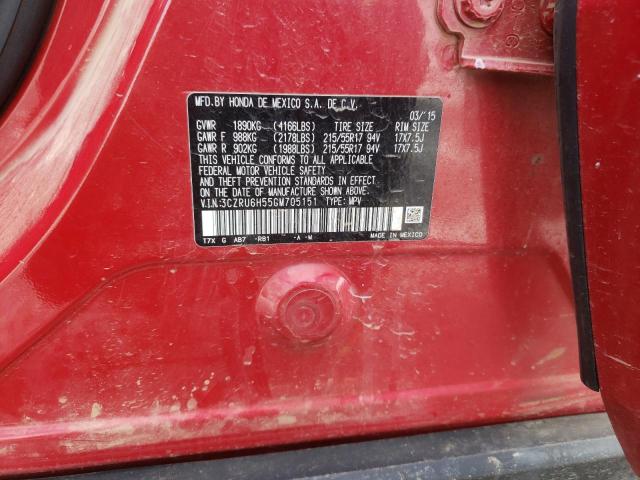 MFD.BY HONDA DE MEXICO S.A. DE C.V. 03/'15
GVWR 1890KG (4166LBS) TIRE SIZE RIM SIZE
GAWR F 988KG (2178LBS) 215/55R17 94V 17X7.5J
GAWR R 902KG (1988LBS) 215/55R17 94V 17X7.5J
THIS VEHICLE CONFORMS TO ALL APPLICABLE
FEDERAL MOTOR VEHICLE SAFETY STANDARDS IN EFFECT
ON THE DATE OF MANUFACTURE SHOWN ABOVE.
V.I.N:3CZRU6H55GM705151 TYPE: MPV
T7X G AB7 -RB1 -A -M MADE IN MEXICO